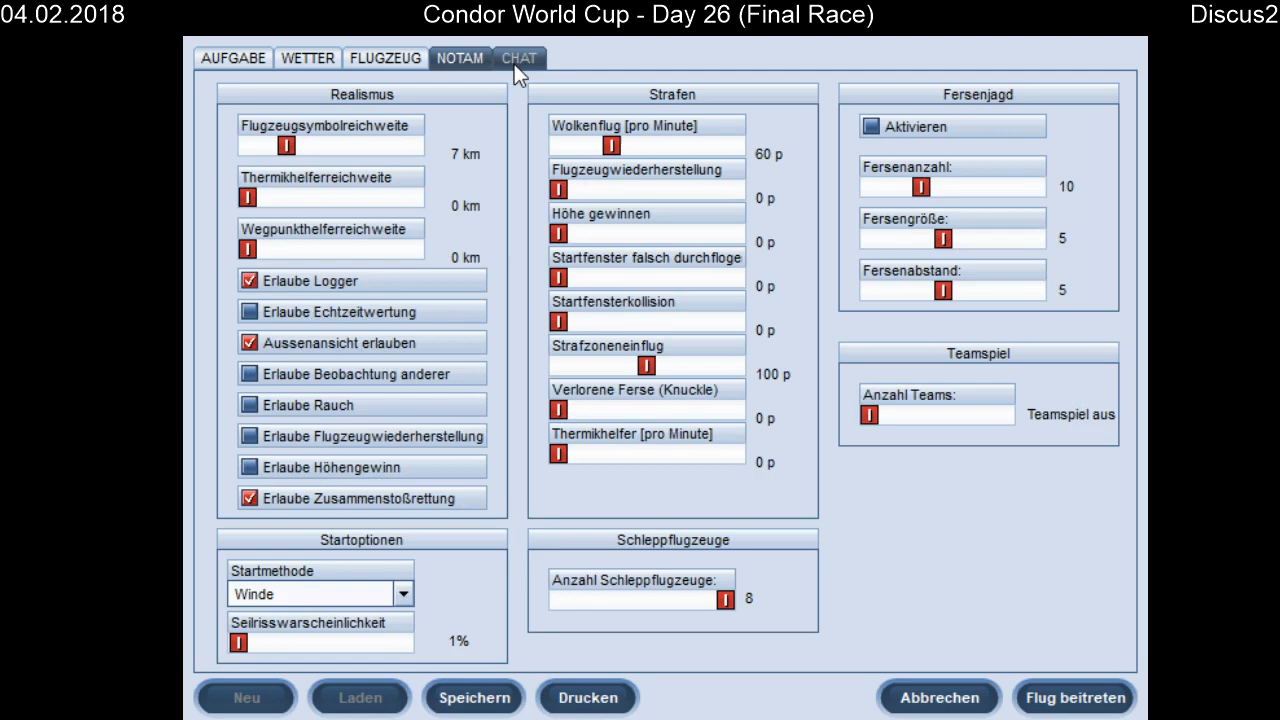 04.02.2018
Condor World Cup - Day 26 (Final Race)
Discus2
AUFGABE
WETTER
FLUGZEUG
NOTAM
CHAT
Realismus
Flugzeugsymbolreichweite
7 km
Thermikhelferreichweite
0 km
Wegpunkthelferreichweite
0 km
Erlaube Logger
Erlaube Echtzeitwertung
Aussenansicht erlauben
Erlaube Beobachtung anderer
Erlaube Rauch
Erlaube Flugzeugwiederherstellung
Erlaube Höhengewinn
Erlaube Zusammenstoßrettung
Startoptionen
Startmethode
Winde
Seilrisswarscheinlichkeit
1%
Strafen
Wolkenflug [pro Minute]
60 p
Flugzeugwiederherstellung
0 p
Höhe gewinnen
0 p
Startfenster falsch durchfloge
0 p
Startfensterkollision
0 p
Strafzoneneinflug
100 p
Verlorene Ferse (Knuckle)
0 p
Thermikhelfer [pro Minute]
0 p
Schleppflugzeuge
Anzahl Schleppflugzeuge:
8
Fersenjagd
Aktivieren
Fersenanzahl:
10
Fersengröße:
5
Fersenabstand:
5
Teamspiel
Anzahl Teams:
Teamspiel aus
Neu
Laden
Speichern
Drucken
Abbrechen
Flug beitreten